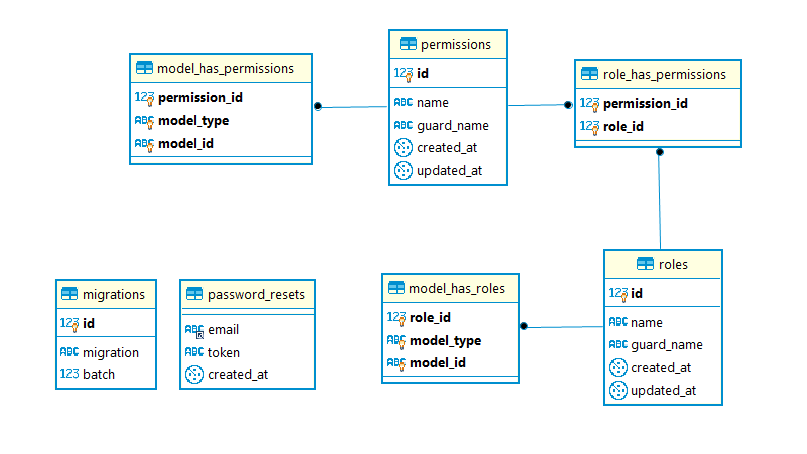 model_has_permissions
123 permission_id
ABC model_type
ABC model_id
permissions
123 id
ABC name
ABC guard_name
created_at
updated_at
role_has_permissions
123 permission_id
123 role_id
migrations
123 id
ABC migration
123 batch
password_resets
ABC email
ABC token
created_at
model_has_roles
123 role_id
ABC model_type
ABC model_id
roles
123 id
ABC name
ABC guard_name
created_at
updated_at